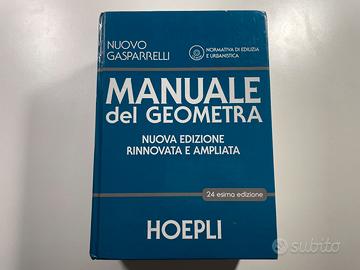 NUOVO
GASPARRELLI
NORMATIVA DI EDILIZIA
E URBANISTICA
MANUALE
del GEOMETRA
NUOVA EDIZIONE
RINNOVATA E AMPLIATA
24 esima edizione
HOEPLI
subito